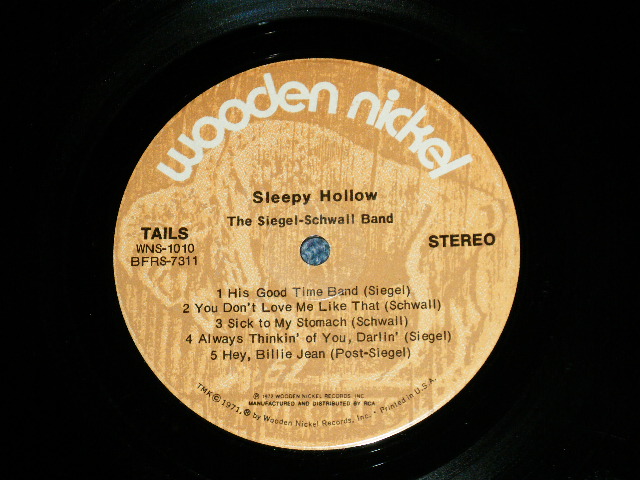 wooden nickel
Sleepy Hollow
The Siegel-Schwall Band
TAILS
WNS-1010
BFRS-7311
STEREO
1 His Good Time Band (Siegel)
2 You Don't Love Me Like That (Schwall)
3 Sick to My Stomach (Schwall)
4 Always Thinkin' of You, Darlin' (Siegel)
5 Hey, Billie Jean (Post-Siegel)
℗ 1972 WOODEN NICKEL RECORDS, INC.
MANUFACTURED AND DISTRIBUTED BY RCA
TMK © 1971, ® by Wooden Nickel Records, Inc. • Printed in U.S.A.